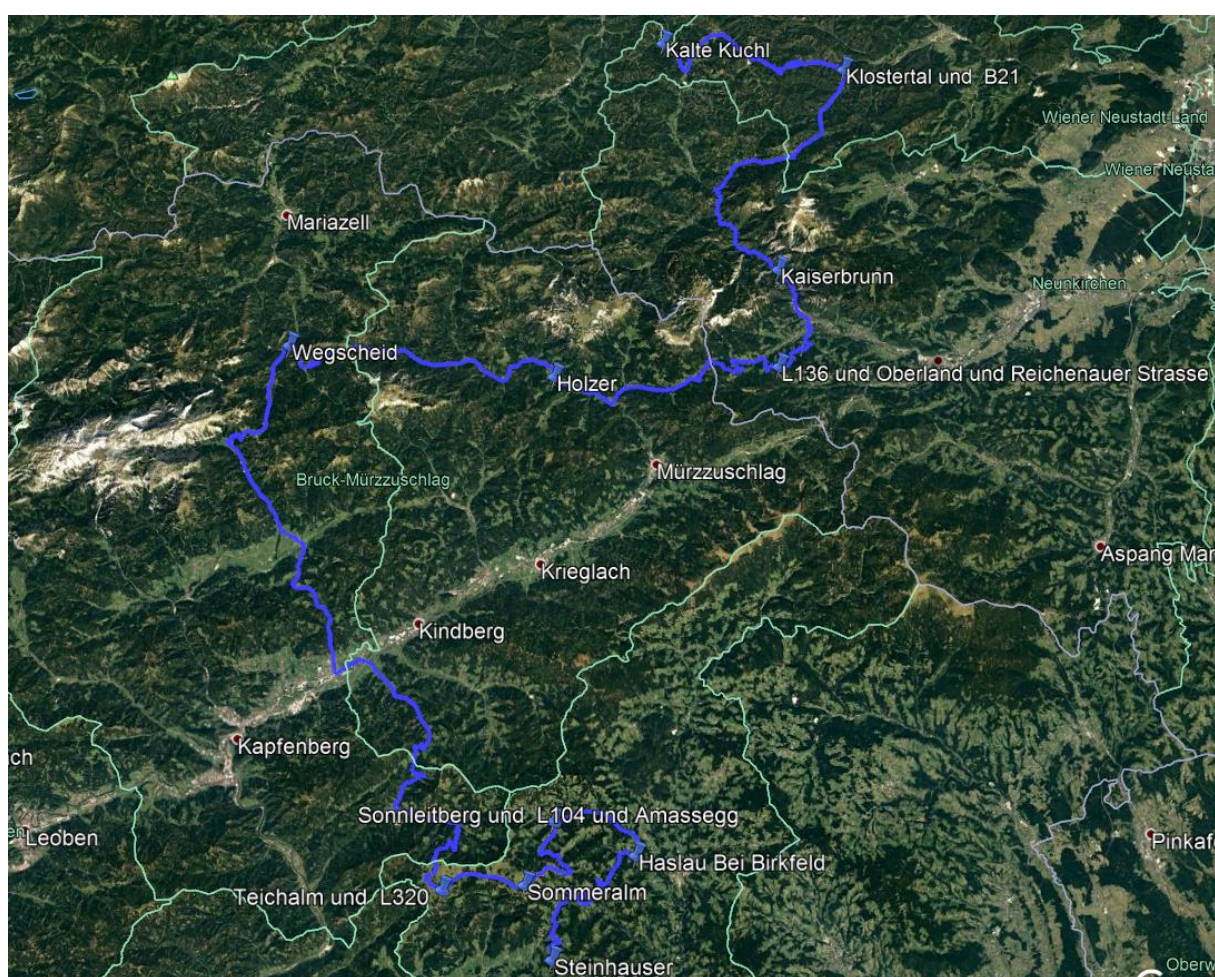 Kalte Kuchl
Klostertal und B21
Wiener Neustadt-Land
Wiener Neusta
Mariazell
Kaiserbrunn
Neunkirchen
Wegscheid
Holzer
L136 und Oberland und Reichenauer Strasse
Mürzzuschlag
Bruck-Mürzzuschlag
Aspang Mar
Krieglach
Kindberg
Kapfenberg
ch
Sonnleitberg und L104 und Amassegg
en
Leoben
Pinkafe
Haslau Bei Birkfeld
Teichalm und L320
Sommeralm
Steinhauser
Oberw